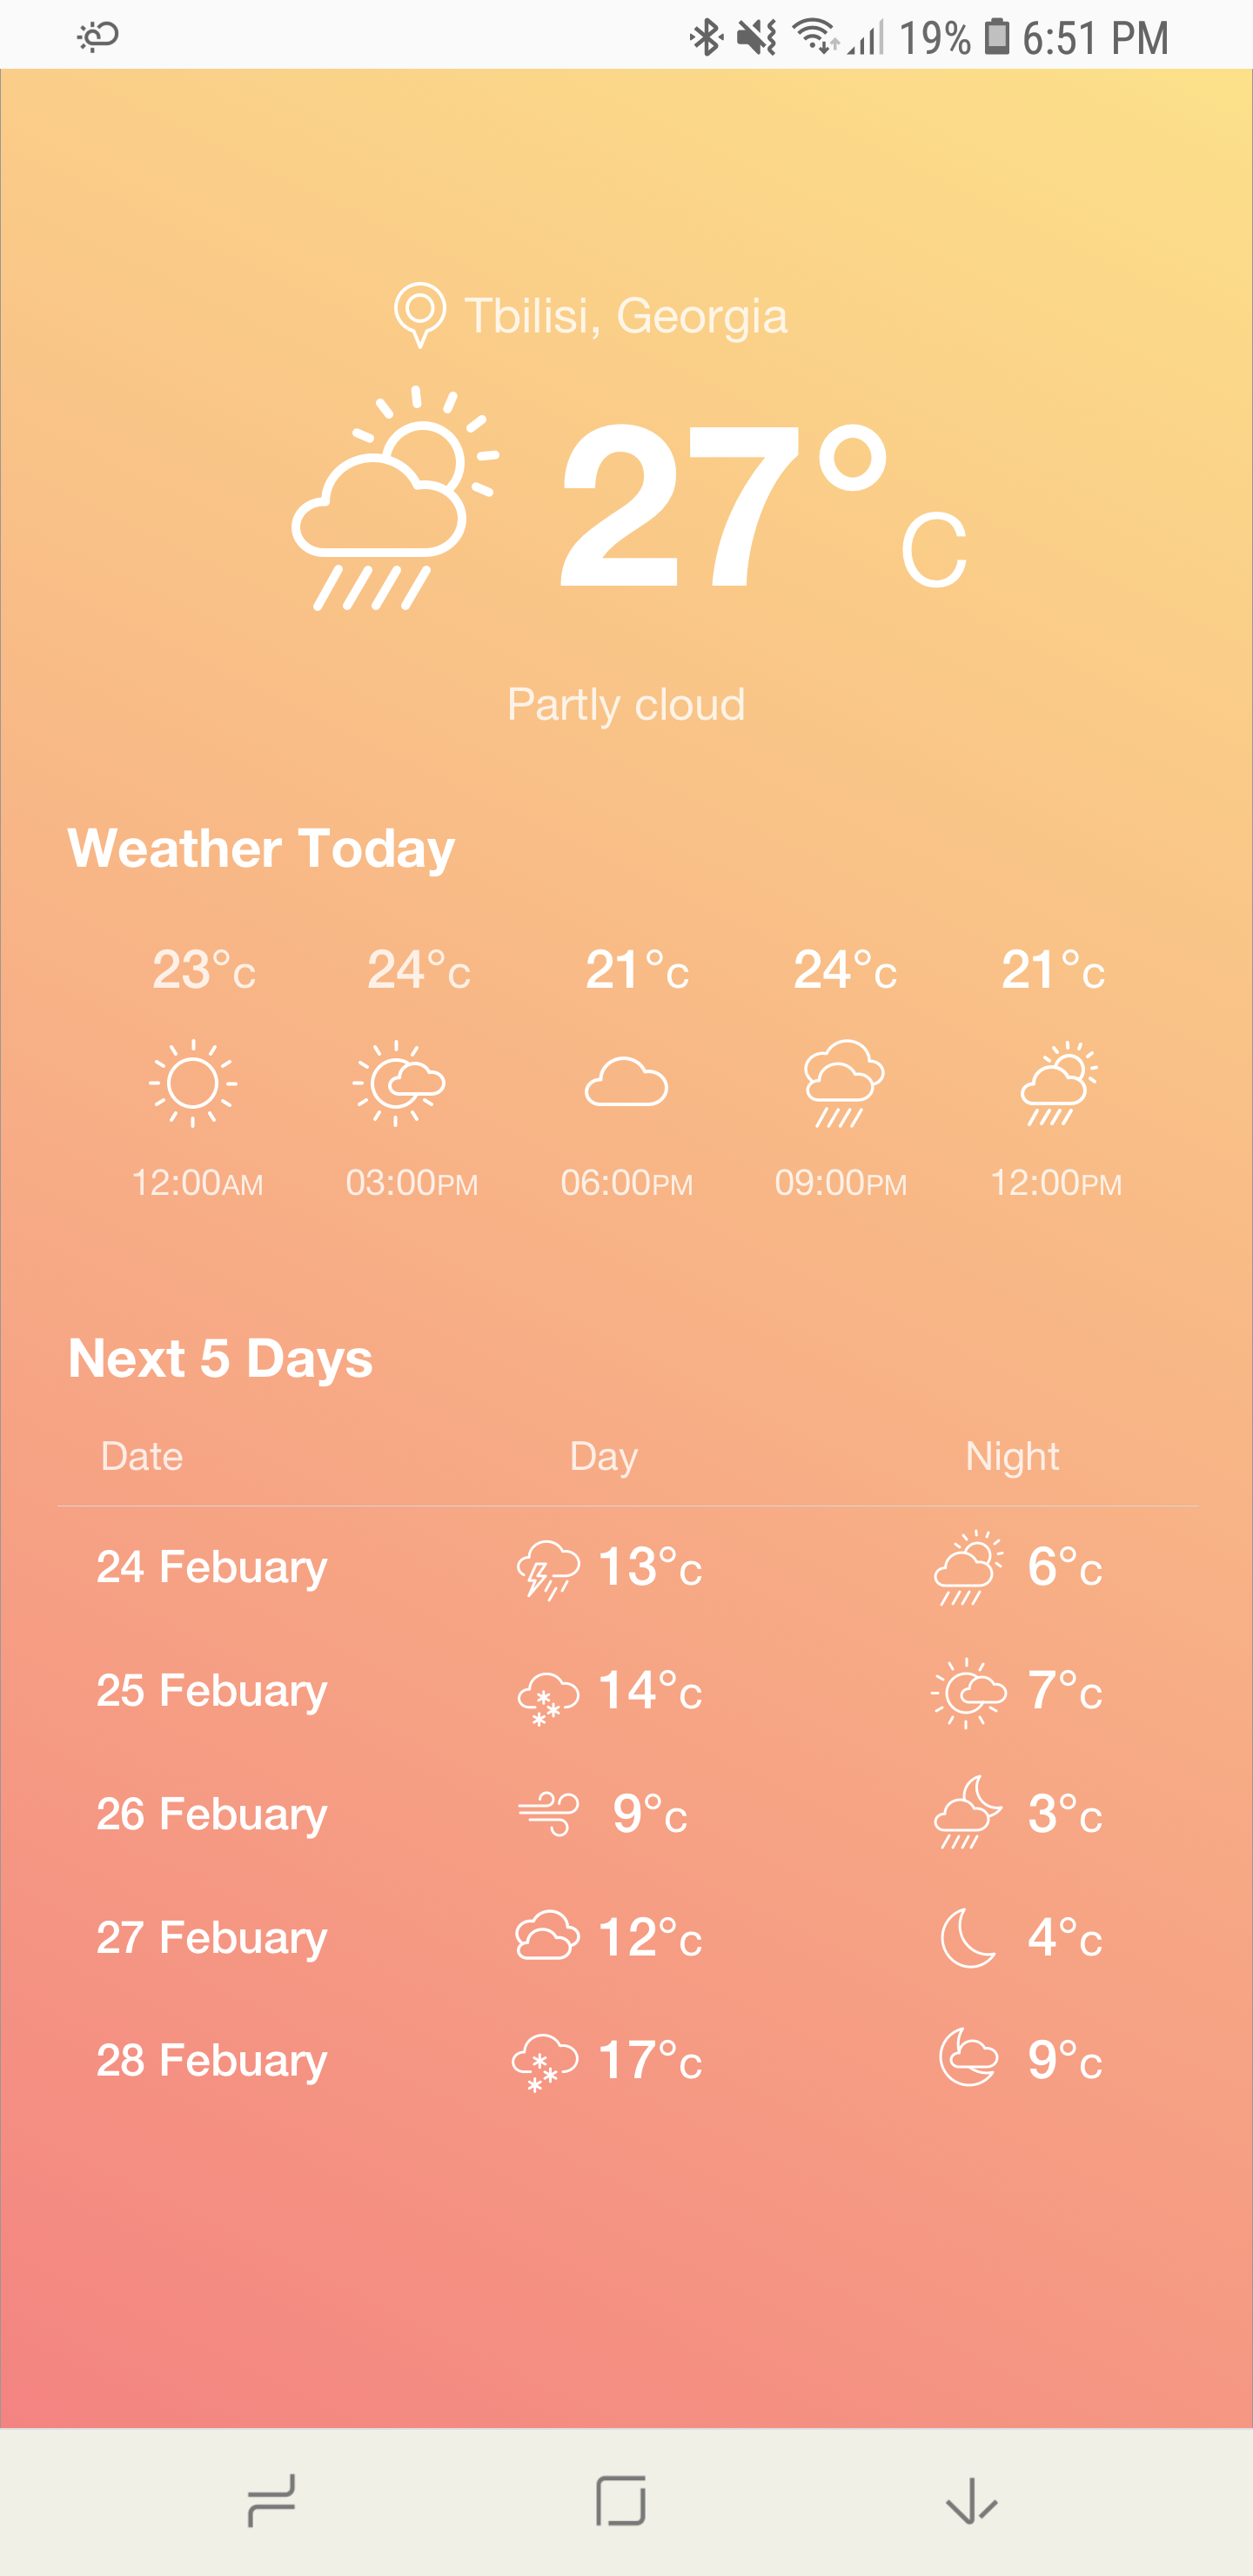 19% 6:51 PM
Tbilisi, Georgia
27°C
Partly cloud
Weather Today
23°C 24°C 21°C 24°C 21°C
12:00AM 03:00PM 06:00PM 09:00PM 12:00PM
Next 5 Days
Date Day Night
24 Febuary 13°C 6°C
25 Febuary 14°C 7°C
26 Febuary 9°C 3°C
27 Febuary 12°C 4°C
28 Febuary 17°C 9°C